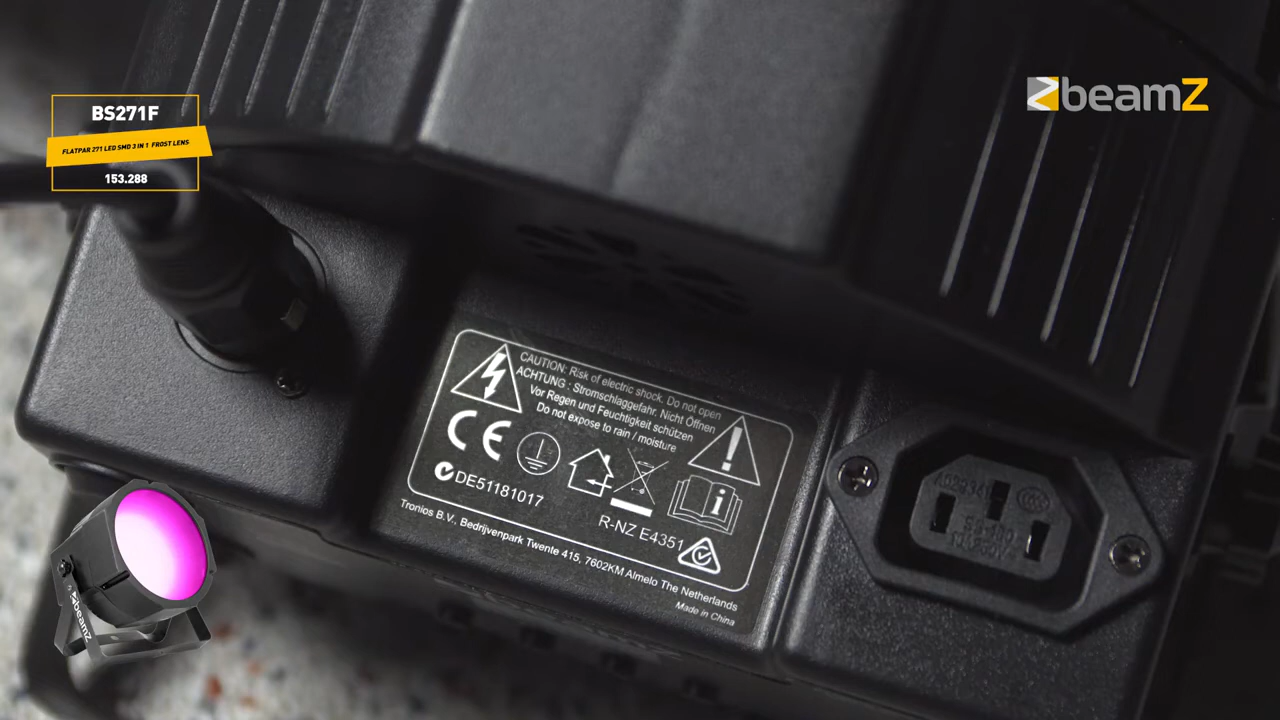 BS271F
FLATPAR 271 LED SMD 3 IN 1 FROST LENS
153.288
beamZ
CAUTION: Risk of electric shock. Do not open
ACHTUNG : Stromschlaggefahr. Nicht Öffnen
Vor Regen und Feuchtigkeit schützen
Do not expose to rain / moisture
CE
DE51181017
R-NZ E4351
Tronios B.V., Bedrijvenpark Twente 415, 7602KM Almelo The Netherlands
Made in China
beamZ